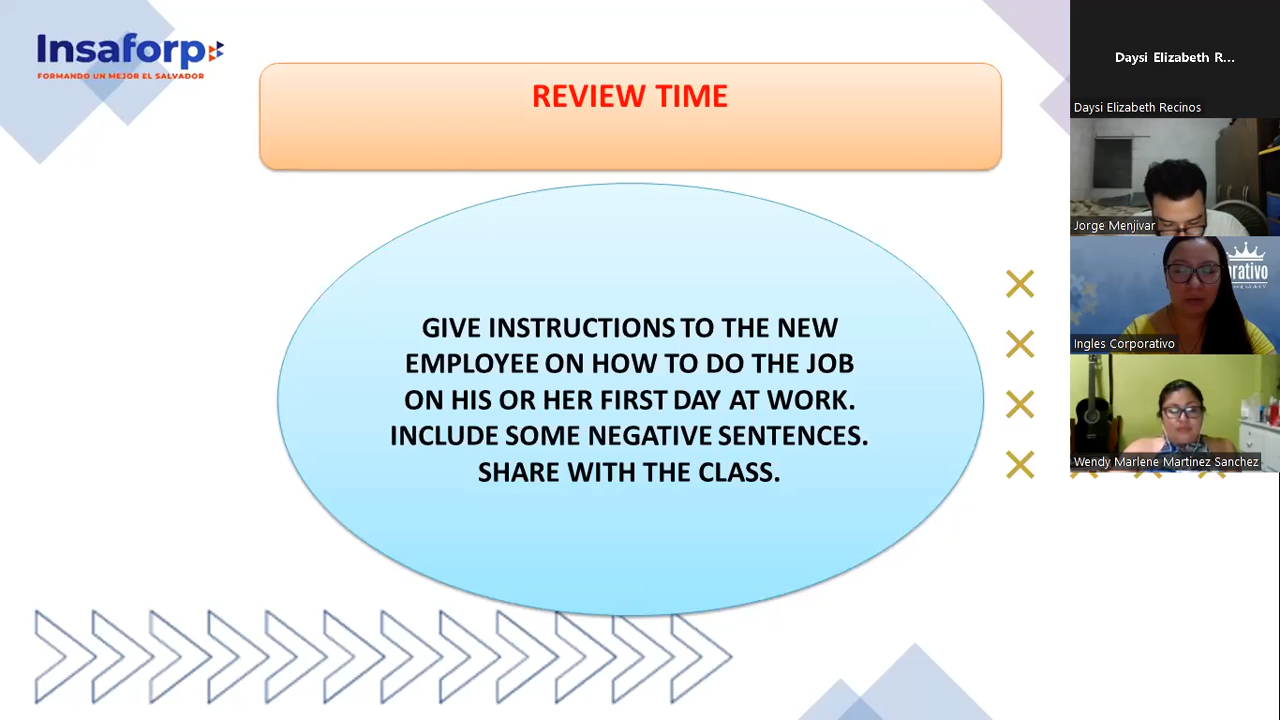 Insaforp
FORMANDO UN MEJOR EL SALVADOR
REVIEW TIME
GIVE INSTRUCTIONS TO THE NEW
EMPLOYEE ON HOW TO DO THE JOB
ON HIS OR HER FIRST DAY AT WORK.
INCLUDE SOME NEGATIVE SENTENCES.
SHARE WITH THE CLASS.
Daysi Elizabeth R...
Daysi Elizabeth Recinos
Jorge Menjivar
rativo
Ingles Corporativo
Wendy Marlene Martinez Sanchez